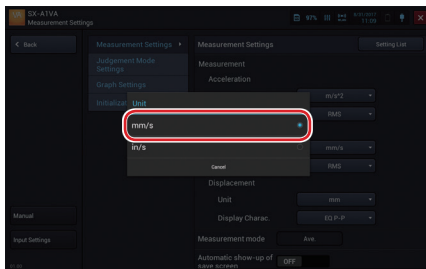 SX-A1VA
Measurement Settings
97%
11:59
Back
Measurement Settings
Measurement Settings
Setting List
Judgement Mode
Settings
Measurement
Acceleration
Graph Settings
m/s^2
Unit
RMS
mm/s
in/s
mm/s
RMS
Cancel
Displacement
Unit
mm
Display Charac.
EQ P-P
Manual
Measurement mode
Ave.
Input Settings
Automatic show-up of
save screen
OFF